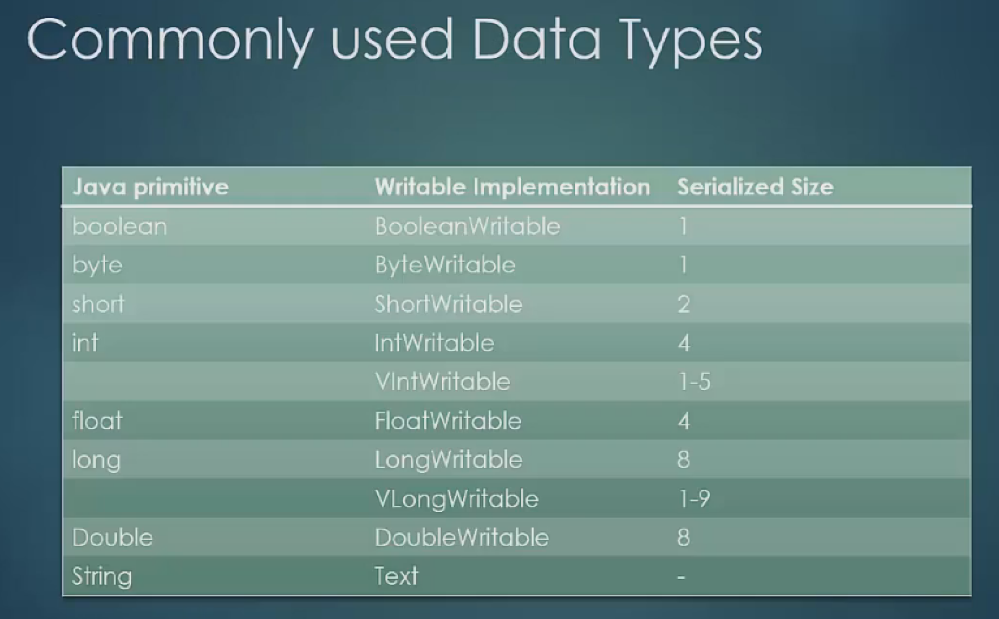 Commonly used Data Types
Java primitive Writable Implementation Serialized Size
boolean BooleanWritable 1
byte ByteWritable 1
short ShortWritable 2
int IntWritable 4
VIntWritable 1-5
float FloatWritable 4
long LongWritable 8
VLongWritable 1-9
Double DoubleWritable 8
String Text -